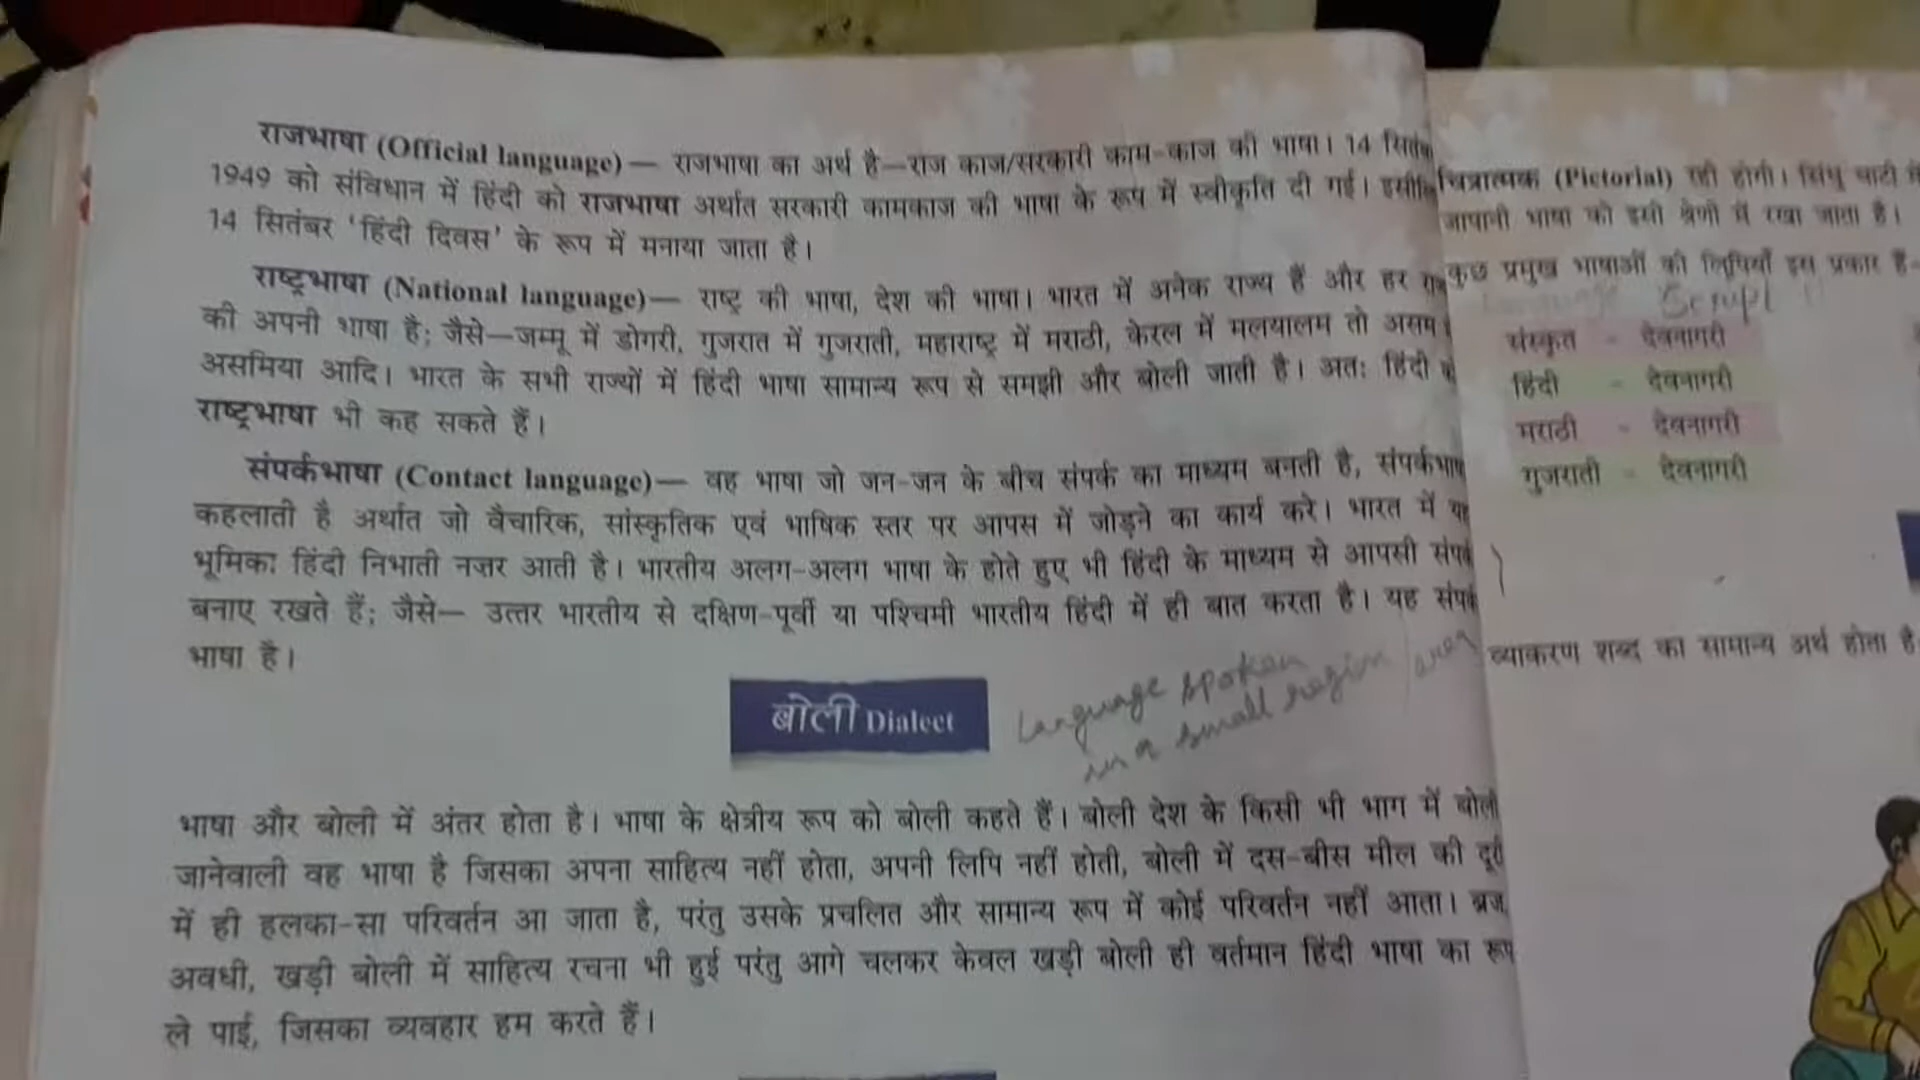 राजभाषा (Official language)— राजभाषा का अर्थ है—राज काज/सरकारी काम-काज की भाषा। 14
1949 को संविधान में हिंदी को राजभाषा अर्थात सरकारी कामकाज की भाषा के रूप में स्वीकृति दी गई।
14 सितंबर 'हिंदी दिवस' के रूप में मनाया जाता है।
राष्ट्रभाषा (National language)— राष्ट्र की भाषा, देश की भाषा। भारत में अनेक राज्य हैं और हर
की अपनी भाषा है; जैसे—जम्मू में डोगरी, गुजरात में गुजराती, महाराष्ट्र में मराठी, केरल में मलयालम तो असम
असमिया आदि। भारत के सभी राज्यों में हिंदी भाषा सामान्य रूप से समझी और बोली जाती है। अतः हिंदी
राष्ट्रभाषा भी कह सकते हैं।
संपर्कभाषा (Contact language)— वह भाषा जो जन-जन के बीच संपर्क का माध्यम बनती है,
कहलाती है अर्थात जो वैचारिक, सांस्कृतिक एवं भाषिक स्तर पर आपस में जोड़ने का कार्य करे। भारत में
हिंदी निभाती नज़र आती है। भारतीय अलग-अलग भाषा के होते हुए भी हिंदी के माध्यम से आपसी
बनाए रखते हैं; जैसे— उत्तर भारतीय से दक्षिण-पूर्वी या पश्चिमी भारतीय हिंदी में ही बात करता है। यह
भाषा है।
बोली Dialect
Language spoken
in a small region / area
भाषा और बोली में अंतर होता है। भाषा के क्षेत्रीय रूप को बोली कहते हैं। बोली देश के किसी भी भाग में बोली
जानेवाली वह भाषा है जिसका अपना साहित्य नहीं होता, अपनी लिपि नहीं होती, बोली में दस-बीस मील की
में ही हलका-सा परिवर्तन आ जाता है, परंतु उसके प्रचलित और सामान्य रूप में कोई परिवर्तन नहीं आता। ब्रज,
अवधी, खड़ी बोली में साहित्य रचना भी हुई परंतु आगे चलकर केवल खड़ी बोली ही वर्तमान हिंदी भाषा का रूप
ले पाई, जिसका व्यवहार हम करते हैं।
चित्रात्मक (Pictorial) रही होगी। सिंधु घाटी
जापानी भाषा को इसी श्रेणी में रखा जाता है।
कुछ प्रमुख भाषाओं की लिपियाँ इस प्रकार हैं-
Language Script
संस्कृत - देवनागरी
हिंदी - देवनागरी
मराठी - देवनागरी
गुजराती - देवनागरी
व्याकरण शब्द का सामान्य अर्थ होता है